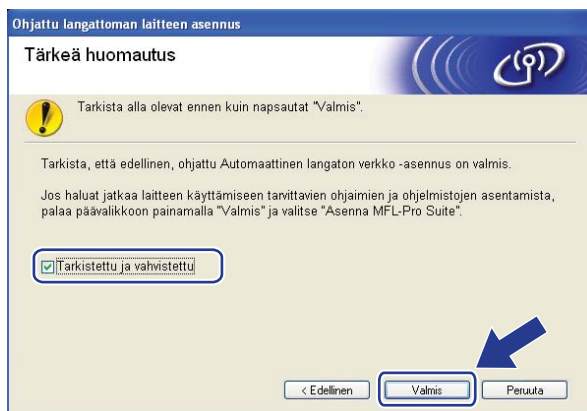 Ohjattu langattoman laitteen asennus
Tärkeä huomautus
Tarkista alla olevat ennen kuin napsautat "Valmis".
Tarkista, että edellinen, ohjattu Automaattinen langaton verkko -asennus on valmis.
Jos haluat jatkaa laitteen käyttämiseen tarvittavien ohjaimien ja ohjelmistojen asentamista,
palaa päävalikkoon painamalla "Valmis" ja valitse "Asenna MFL-Pro Suite".
Tarkistettu ja vahvistettu
< Edellinen Valmis Peruuta